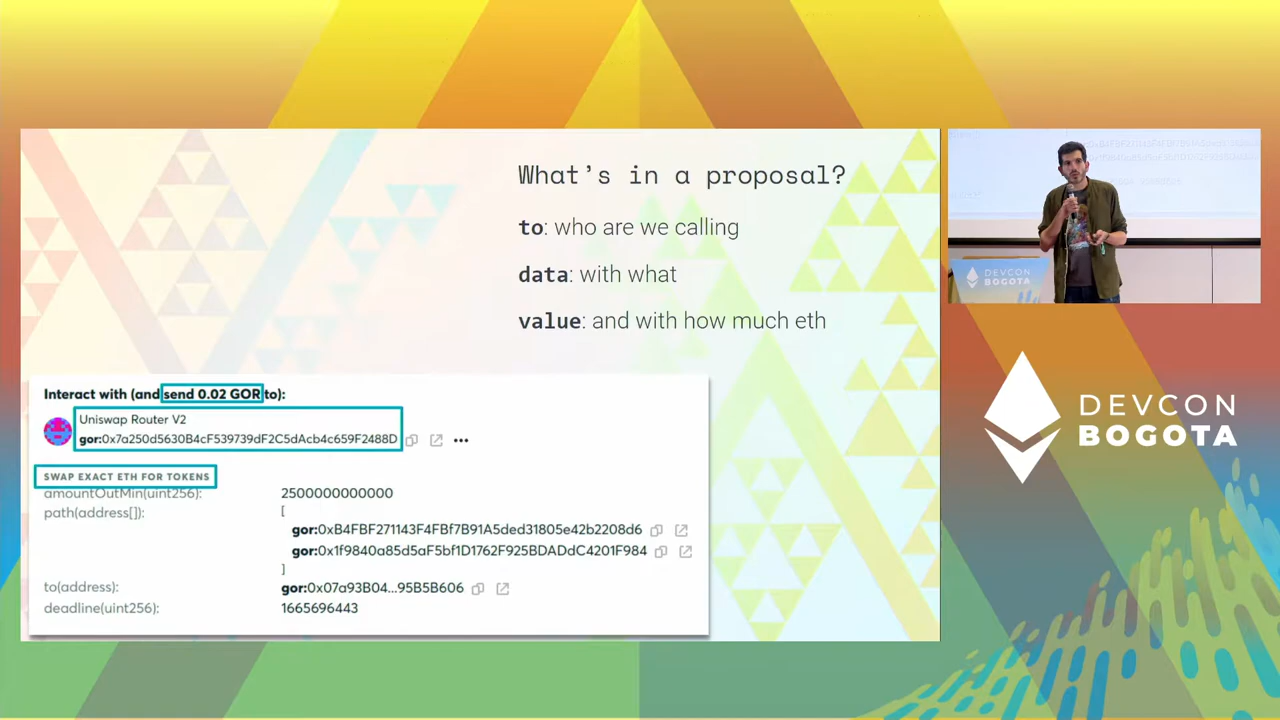 What's in a proposal?
to: who are we calling
data: with what
value: and with how much eth
Interact with (and send 0.02 GOR to):
Uniswap Router V2
gor:0x7a250d5630B4cF539739dF2C5dAcb4c659F2488D
SWAP EXACT ETH FOR TOKENS
amountOutMin(uint256): 2500000000000
path(address[]): [
gor:0xB4FBF271143F4FBf7B91A5ded31805e42b2208d6
gor:0x1f9840a85d5aF5bf1D1762F925BDADdC4201F984
]
to(address): gor:0x07a93B04...95B5B606
deadline(uint256): 1665696443
DEVCON
BOGOTA
DEVCON
BOGOTA